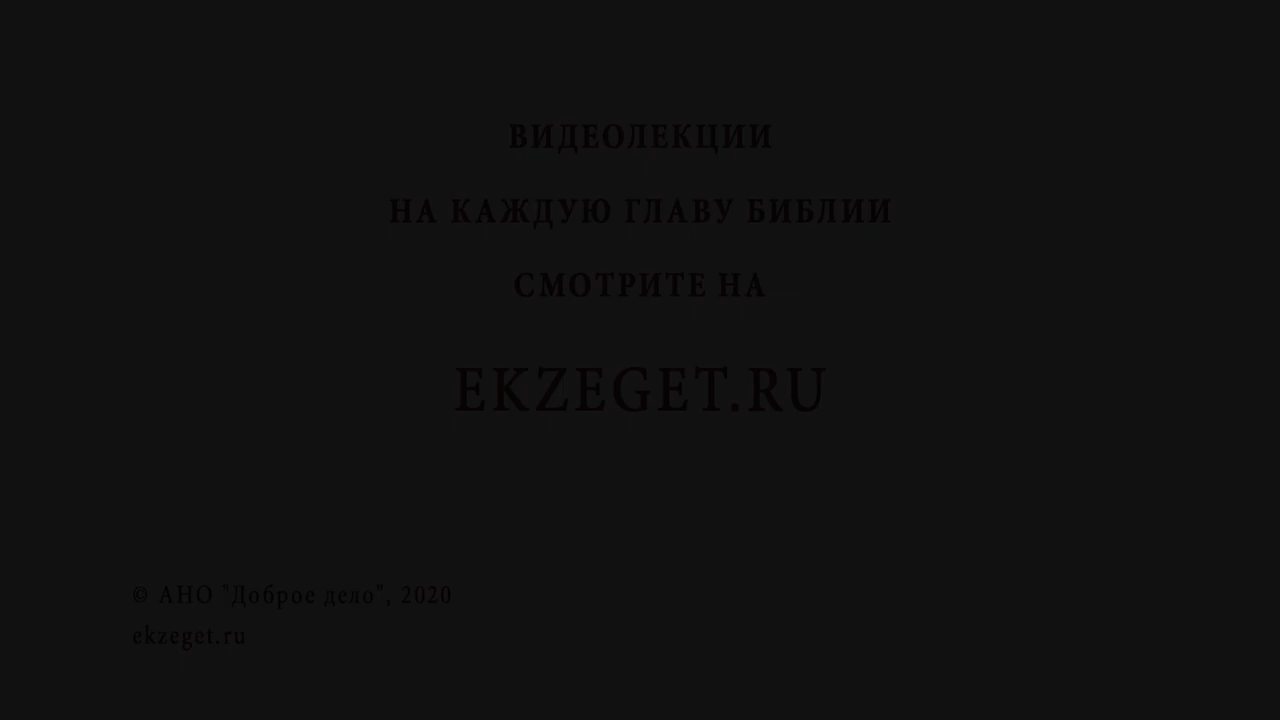 ВИДЕОЛЕКЦИИ
НА КАЖДУЮ ГЛАВУ БИБЛИИ
СМОТРИТЕ НА
EKZEGET.RU
© АНО "Доброе дело", 2020
ekzeget.ru